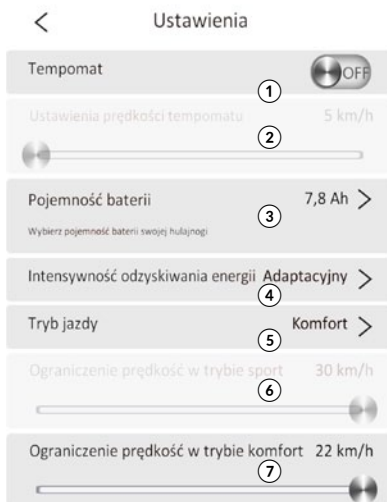 Ustawienia
Tempomat OFF
1
Ustawienia prędkości tempomatu 5 km/h
2
Pojemność baterii 7,8 Ah
3
Wybierz pojemność baterii swojej hulajnogi
Intensywność odzyskiwania energii Adaptacyjny
4
Tryb jazdy Komfort
5
Ograniczenie prędkości w trybie sport 30 km/h
6
Ograniczenie prędkości w trybie komfort 22 km/h
7